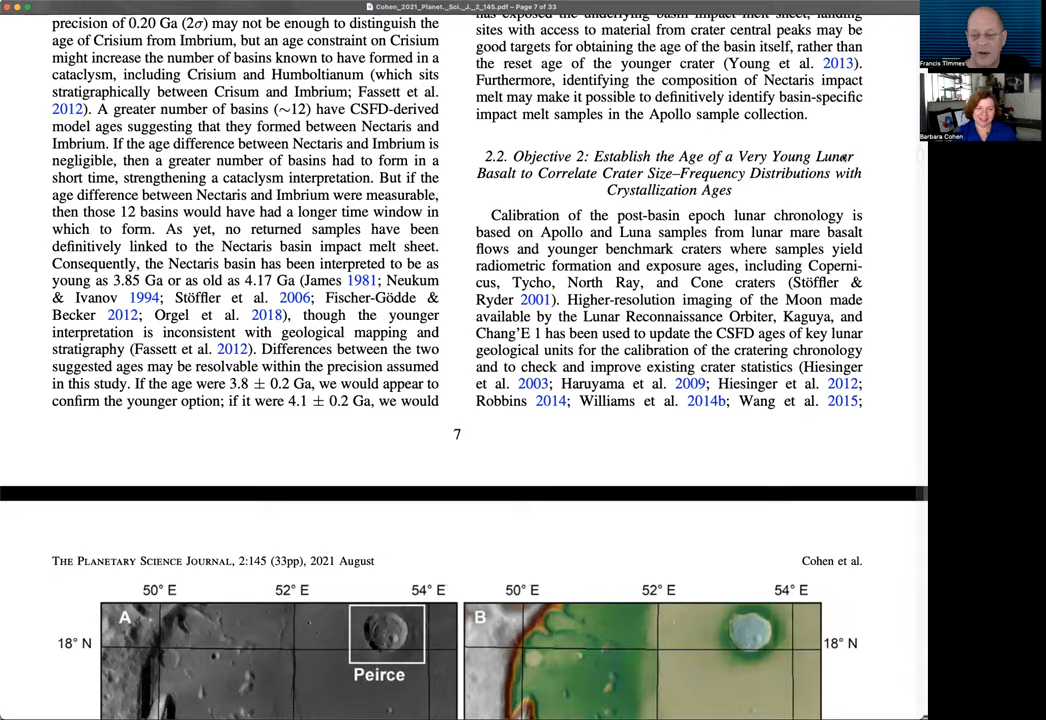 Cohen_2021_Planet._Sci._J._2_145.pdf – Page 7 of 33
precision of 0.20 Ga (2σ) may not be enough to distinguish the
age of Crisium from Imbrium, but an age constraint on Crisium
might increase the number of basins known to have formed in a
cataclysm, including Crisium and Humboltianum (which sits
stratigraphically between Crisum and Imbrium; Fassett et al.
2012). A greater number of basins (∼12) have CSFD-derived
model ages suggesting that they formed between Nectaris and
Imbrium. If the age difference between Nectaris and Imbrium is
negligible, then a greater number of basins had to form in a
short time, strengthening a cataclysm interpretation. But if the
age difference between Nectaris and Imbrium were measurable,
then those 12 basins would have had a longer time window in
which to form. As yet, no returned samples have been
definitively linked to the Nectaris basin impact melt sheet.
Consequently, the Nectaris basin has been interpreted to be as
young as 3.85 Ga or as old as 4.17 Ga (James 1981; Neukum
& Ivanov 1994; Stöffler et al. 2006; Fischer-Gödde &
Becker 2012; Orgel et al. 2018), though the younger
interpretation is inconsistent with geological mapping and
stratigraphy (Fassett et al. 2012). Differences between the two
suggested ages may be resolvable within the precision assumed
in this study. If the age were 3.8 ± 0.2 Ga, we would appear to
confirm the younger option; if it were 4.1 ± 0.2 Ga, we would
has exposed the underlying basin impact melt sheet, landing
sites with access to material from crater central peaks may be
good targets for obtaining the age of the basin itself, rather than
the reset age of the younger crater (Young et al. 2013).
Furthermore, identifying the composition of Nectaris impact
melt may make it possible to definitively identify basin-specific
impact melt samples in the Apollo sample collection.
2.2. Objective 2: Establish the Age of a Very Young Lunar
Basalt to Correlate Crater Size–Frequency Distributions with
Crystallization Ages
Calibration of the post-basin epoch lunar chronology is
based on Apollo and Luna samples from lunar mare basalt
flows and younger benchmark craters where samples yield
radiometric formation and exposure ages, including Coperni-
cus, Tycho, North Ray, and Cone craters (Stöffler &
Ryder 2001). Higher-resolution imaging of the Moon made
available by the Lunar Reconnaissance Orbiter, Kaguya, and
Chang'E 1 has been used to update the CSFD ages of key lunar
geological units for the calibration of the cratering chronology
and to check and improve existing crater statistics (Hiesinger
et al. 2003; Haruyama et al. 2009; Hiesinger et al. 2012;
Robbins 2014; Williams et al. 2014b; Wang et al. 2015;
7
THE PLANETARY SCIENCE JOURNAL, 2:145 (33pp), 2021 August
Cohen et al.
50° E 52° E 54° E 50° E 52° E 54° E
A B
18° N 18° N
Peirce
Francis Timmes
Barbara Cohen